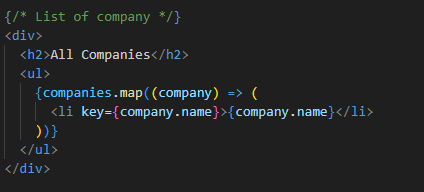 {/* List of company */}
<div>
<h2>All Companies</h2>
<ul>
{companies.map((company) => (
<li key={company.name}>{company.name}</li>
))}
</ul>
</div>